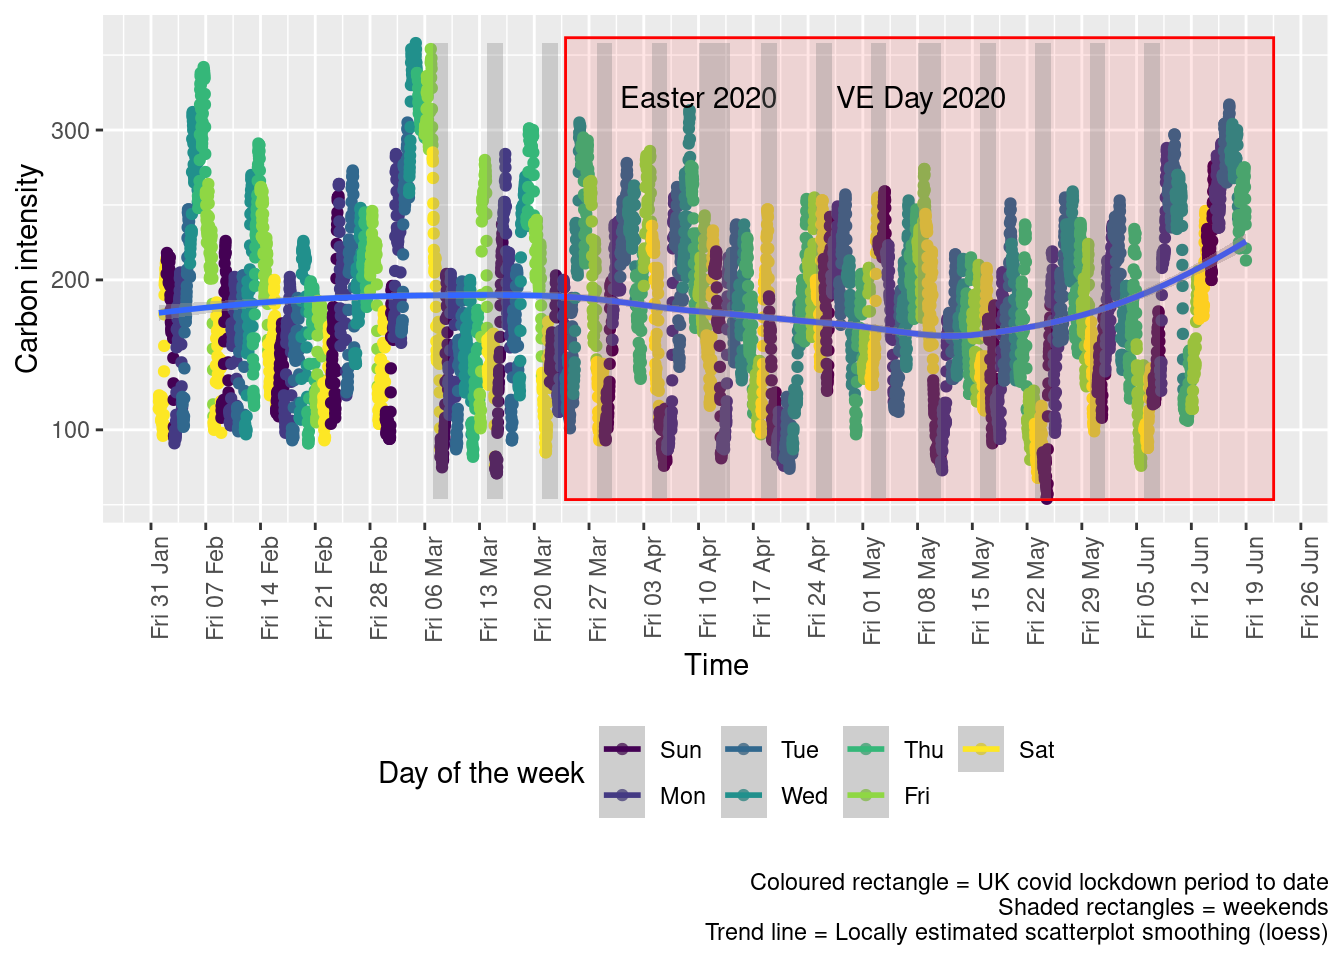 Easter 2020 VE Day 2020
Carbon intensity
300
200
100
Fri 31 Jan
Fri 07 Feb
Fri 14 Feb
Fri 21 Feb
Fri 28 Feb
Fri 06 Mar
Fri 13 Mar
Fri 20 Mar
Fri 27 Mar
Fri 03 Apr
Fri 10 Apr
Fri 17 Apr
Fri 24 Apr
Fri 01 May
Fri 08 May
Fri 15 May
Fri 22 May
Fri 29 May
Fri 05 Jun
Fri 12 Jun
Fri 19 Jun
Fri 26 Jun
Time
Day of the week
Sun Tue Thu Sat
Mon Wed Fri
Coloured rectangle = UK covid lockdown period to date
Shaded rectangles = weekends
Trend line = Locally estimated scatterplot smoothing (loess)